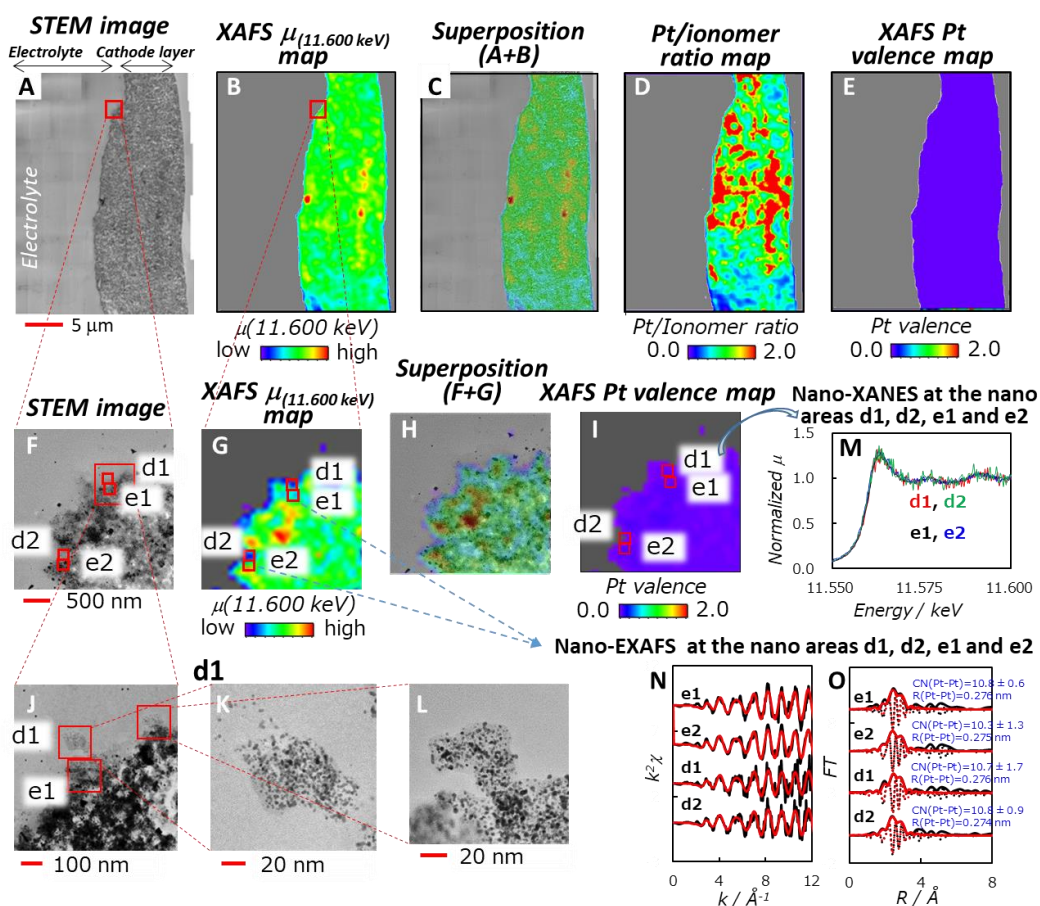 STEM image
Electrolyte Cathode layer
XAFS μ(11.600 keV)
map
Superposition
(A+B)
Pt/ionomer
ratio map
XAFS Pt
valence map
A
B
C
D
E
Electrolyte
5 μm
μ(11.600 keV)
low high
Pt/Ionomer ratio
0.0 2.0
Pt valence
0.0 2.0
STEM image
XAFS μ(11.600 keV)
map
Superposition
(F+G)
XAFS Pt valence map
Nano-XANES at the nano
areas d1, d2, e1 and e2
F
d1
e1
d2
e2
500 nm
G
d1
e1
d2
e2
μ(11.600 keV)
low high
H
I
d1
e1
d2
e2
Pt valence
0.0 2.0
M
Normalized μ
1.5
1.0
0.5
0.0
d1, d2
e1, e2
11.550 11.575 11.600
Energy / keV
Nano-EXAFS at the nano areas d1, d2, e1 and e2
d1
J
d1
e1
100 nm
K
20 nm
L
20 nm
N
e1
e2
d1
d2
k²χ
0 4 8 12
k / Å-1
O
e1
CN(Pt-Pt)=10.8 ± 0.6
R(Pt-Pt)=0.276 nm
e2
CN(Pt-Pt)=10.3 ± 1.3
R(Pt-Pt)=0.275 nm
d1
CN(Pt-Pt)=10.7 ± 1.7
R(Pt-Pt)=0.276 nm
d2
CN(Pt-Pt)=10.8 ± 0.9
R(Pt-Pt)=0.274 nm
FT
0 4 8
R / Å